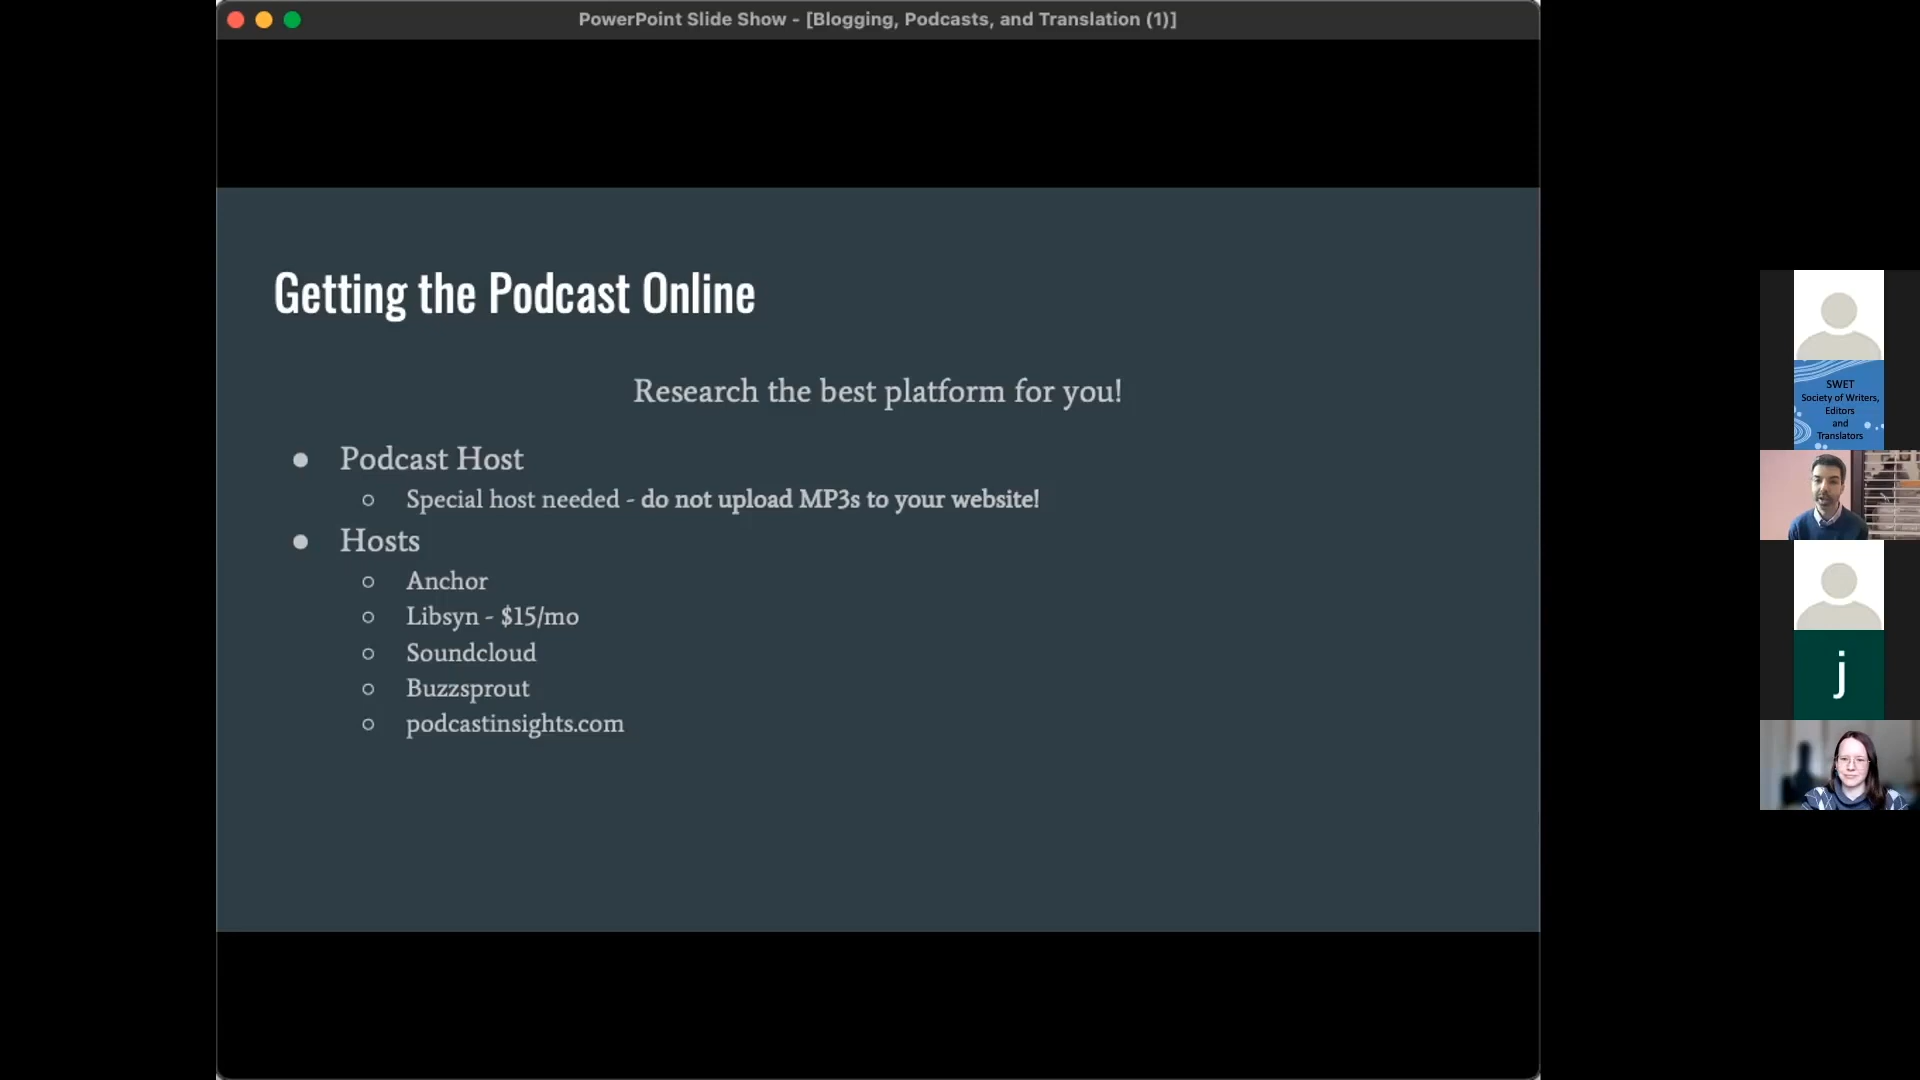 PowerPoint Slide Show - [Blogging, Podcasts, and Translation (1)]
Getting the Podcast Online
Research the best platform for you!
● Podcast Host
○ Special host needed - do not upload MP3s to your website!
● Hosts
○ Anchor
○ Libsyn - $15/mo
○ Soundcloud
○ Buzzsprout
○ podcastinsights.com
SWET
Society of Writers,
Editors
and
Translators
j